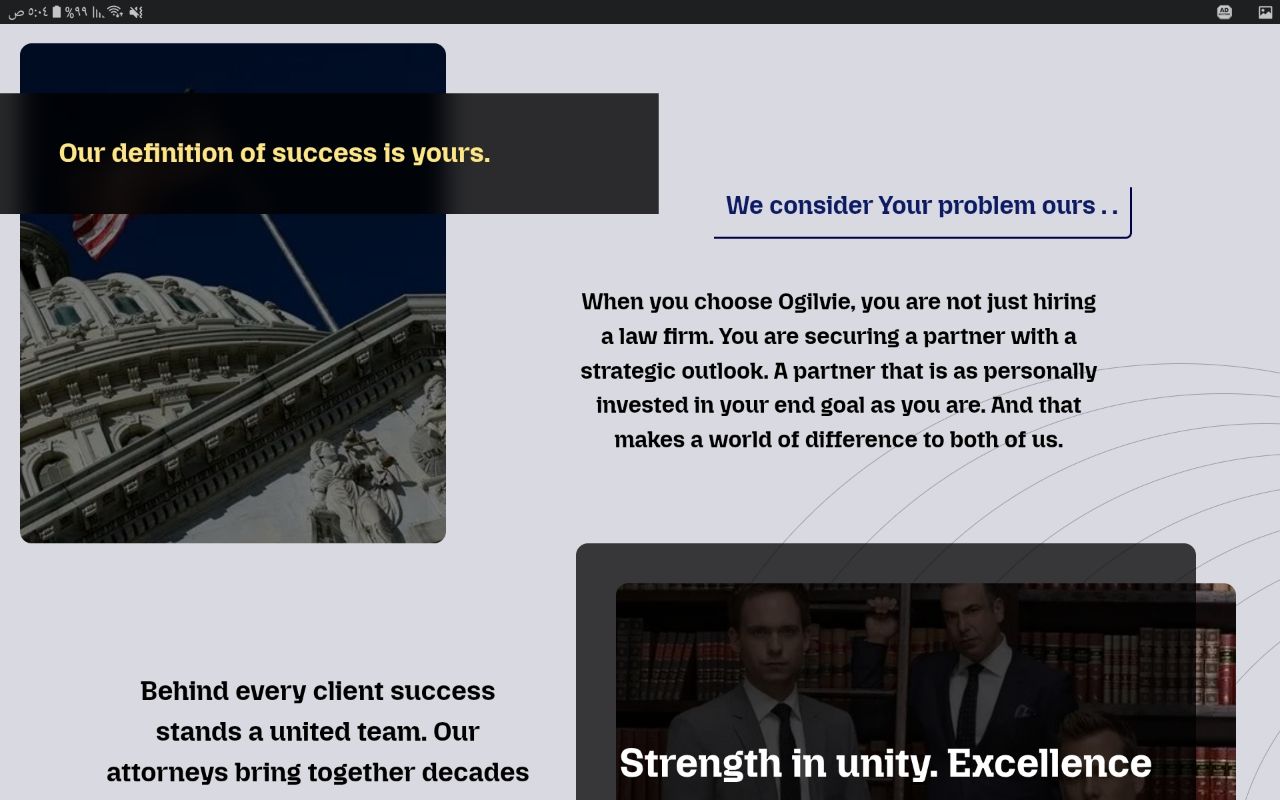 ص ٥:٠٤ %٩٩
AD
Our definition of success is yours.
We consider Your problem ours . .
When you choose Ogilvie, you are not just hiring
a law firm. You are securing a partner with a
strategic outlook. A partner that is as personally
invested in your end goal as you are. And that
makes a world of difference to both of us.
Behind every client success
stands a united team. Our
attorneys bring together decades
Strength in unity. Excellence